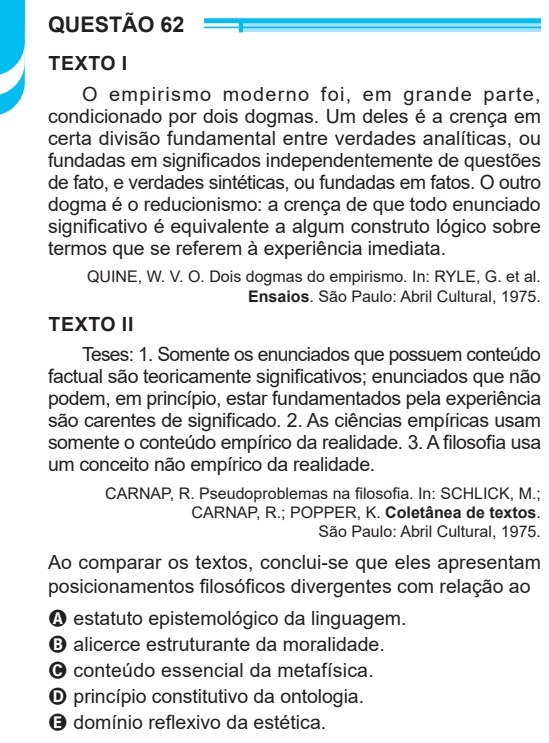 QUESTÃO 62
TEXTO I
O empirismo moderno foi, em grande parte,
condicionado por dois dogmas. Um deles é a crença em
certa divisão fundamental entre verdades analíticas, ou
fundadas em significados independentemente de questões
de fato, e verdades sintéticas, ou fundadas em fatos. O outro
dogma é o reducionismo: a crença de que todo enunciado
significativo é equivalente a algum construto lógico sobre
termos que se referem à experiência imediata.
QUINE, W. V. O. Dois dogmas do empirismo. In: RYLE, G. et al.
Ensaios. São Paulo: Abril Cultural, 1975.
TEXTO II
Teses: 1. Somente os enunciados que possuem conteúdo
factual são teoricamente significativos; enunciados que não
podem, em princípio, estar fundamentados pela experiência
são carentes de significado. 2. As ciências empíricas usam
somente o conteúdo empírico da realidade. 3. A filosofia usa
um conceito não empírico da realidade.
CARNAP, R. Pseudoproblemas na filosofia. In: SCHLICK, M.;
CARNAP, R.; POPPER, K. Coletânea de textos.
São Paulo: Abril Cultural, 1975.
Ao comparar os textos, conclui-se que eles apresentam
posicionamentos filosóficos divergentes com relação ao
A estatuto epistemológico da linguagem.
B alicerce estruturante da moralidade.
C conteúdo essencial da metafísica.
D princípio constitutivo da ontologia.
E domínio reflexivo da estética.